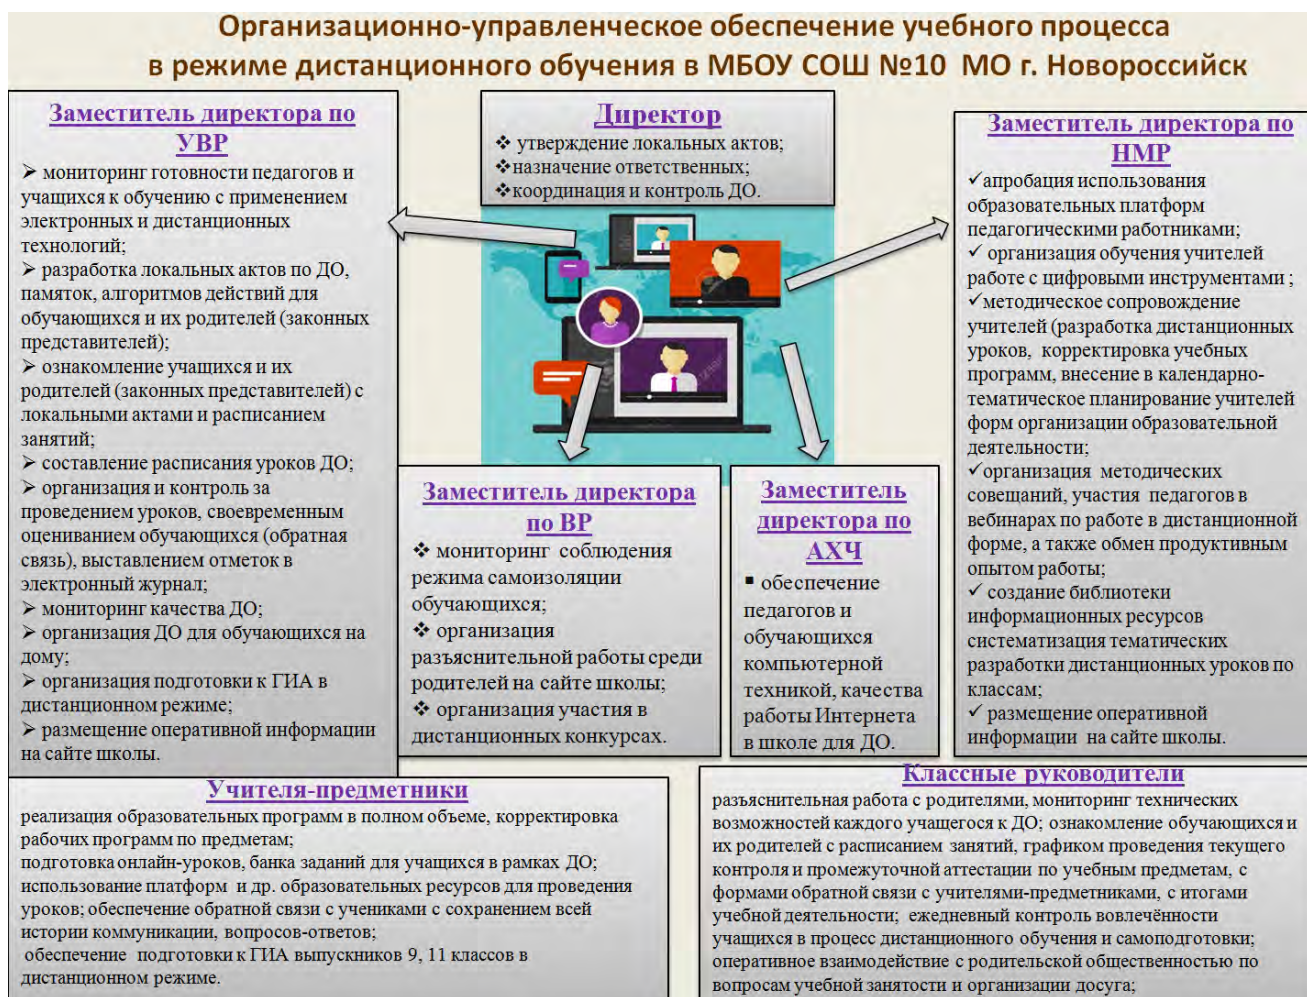 Организационно-управленческое обеспечение учебного процесса
в режиме дистанционного обучения в МБОУ СОШ №10 МО г. Новороссийск
Заместитель директора по
УВР
➢ мониторинг готовности педагогов и
учащихся к обучению с применением
электронных и дистанционных
технологий;
➢ разработка локальных актов по ДО,
памяток, алгоритмов действий для
обучающихся и их родителей (законных
представителей);
➢ ознакомление учащихся и их
родителей (законных представителей) с
локальными актами и расписанием
занятий;
➢ составление расписания уроков ДО;
➢ организация и контроль за
проведением уроков, своевременным
оцениванием обучающихся (обратная
связь), выставлением отметок в
электронный журнал;
➢ мониторинг качества ДО;
➢ организация ДО для обучающихся на
дому;
➢ организация подготовки к ГИА в
дистанционном режиме;
➢ размещение оперативной информации
на сайте школы.
Директор
❖ утверждение локальных актов;
❖назначение ответственных;
❖координация и контроль ДО.
Заместитель директора по
НМР
✓апробация использования
образовательных платформ
педагогическими работниками;
✓ организация обучения учителей
работе с цифровыми инструментами ;
✓методическое сопровождение
учителей (разработка дистанционных
уроков, корректировка учебных
программ, внесение в календарно-
тематическое планирование учителей
форм организации образовательной
деятельности;
✓организация методических
совещаний, участия педагогов в
вебинарах по работе в дистанционной
форме, а также обмен продуктивным
опытом работы;
✓ создание библиотеки
информационных ресурсов
систематизация тематических
разработки дистанционных уроков по
классам;
✓ размещение оперативной
информации на сайте школы.
Заместитель директора
по ВР
❖ мониторинг соблюдения
режима самоизоляции
обучающихся;
❖ организация
разъяснительной работы среди
родителей на сайте школы;
❖ организация участия в
дистанционных конкурсах.
Заместитель
директора по
АХЧ
▪ обеспечение
педагогов и
обучающихся
компьютерной
техникой, качества
работы Интернета
в школе для ДО.
Учителя-предметники
реализация образовательных программ в полном объеме, корректировка
рабочих программ по предметам;
подготовка онлайн-уроков, банка заданий для учащихся в рамках ДО;
использование платформ и др. образовательных ресурсов для проведения
уроков; обеспечение обратной связи с учениками с сохранением всей
истории коммуникации, вопросов-ответов;
обеспечение подготовки к ГИА выпускников 9, 11 классов в
дистанционном режиме.
Классные руководители
разъяснительная работа с родителями, мониторинг технических
возможностей каждого учащегося к ДО; ознакомление обучающихся и
их родителей с расписанием занятий, графиком проведения текущего
контроля и промежуточной аттестации по учебным предметам, с
формами обратной связи с учителями-предметниками, с итогами
учебной деятельности; ежедневный контроль вовлечённости
учащихся в процесс дистанционного обучения и самоподготовки;
оперативное взаимодействие с родительской общественностью по
вопросам учебной занятости и организации досуга;